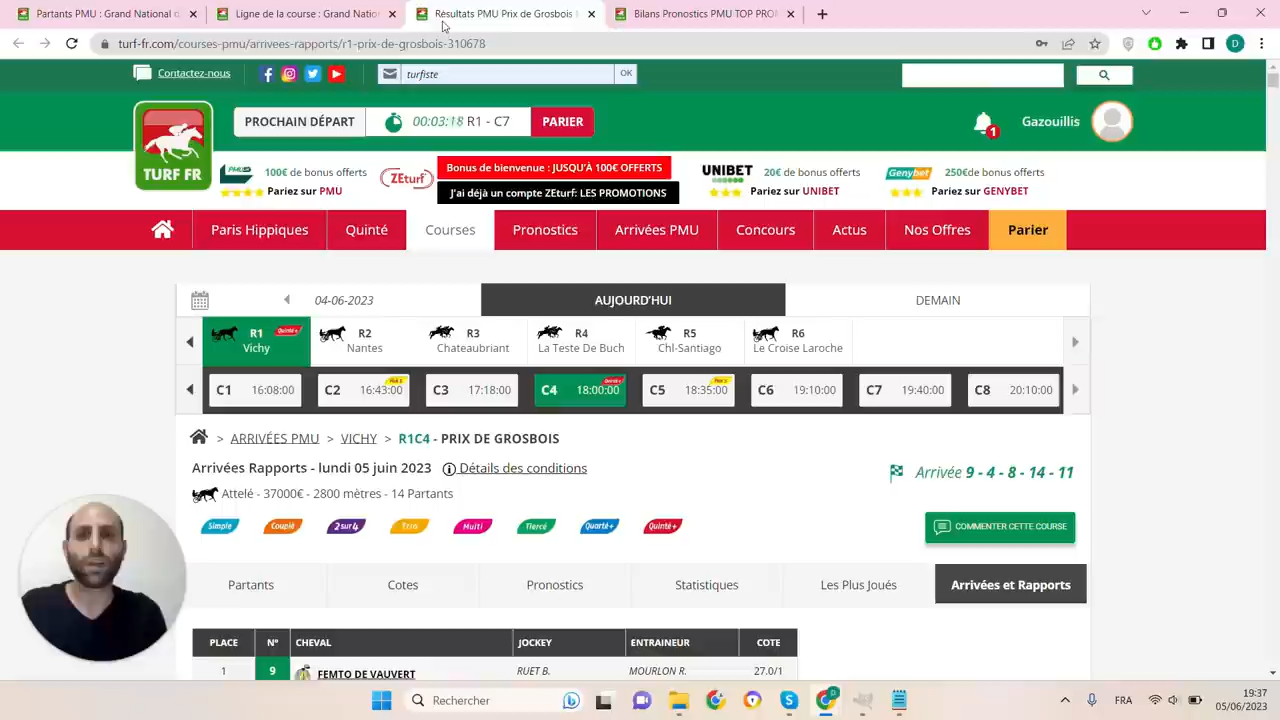 Partants PMU : Grand National d
Ligne de la course : Grand Natio
Résultats PMU Prix de Grosbois
Bilans Pronostics PMU TOP PRO
turf-fr.com/courses-pmu/arrivees-rapports/r1-prix-de-grosbois-310678
D
Contactez-nous
turfiste
OK
TURF FR
PROCHAIN DÉPART
00:03:18 R1 - C7
PARIER
1
Gazouillis
PMU
100€ de bonus offerts
Pariez sur PMU
ZEturf
Bonus de bienvenue : JUSQU'À 100€ OFFERTS
J'ai déjà un compte ZEturf: LES PROMOTIONS
UNIBET
20€ de bonus offerts
Pariez sur UNIBET
Genybet
250€de bonus offerts
Pariez sur GENYBET
Paris Hippiques
Quinté
Courses
Pronostics
Arrivées PMU
Concours
Actus
Nos Offres
Parier
04-06-2023
AUJOURD'HUI
DEMAIN
R1
Quinté+
Vichy
R2
Nantes
R3
Chateaubriant
R4
La Teste De Buch
R5
Chl-Santiago
R6
Le Croise Laroche
C1 16:08:00
C2 16:43:00
C3 17:18:00
C4 18:00:00
C5 18:35:00
C6 19:10:00
C7 19:40:00
C8 20:10:00
> ARRIVÉES PMU > VICHY > R1C4 - PRIX DE GROSBOIS
Arrivées Rapports - lundi 05 juin 2023
Détails des conditions
Arrivée 9 - 4 - 8 - 14 - 11
Attelé - 37000€ - 2800 mètres - 14 Partants
Simple
Couplé
2sur4
Trio
Multi
Tiercé
Quarté+
Quinté+
COMMENTER CETTE COURSE
Partants
Cotes
Pronostics
Statistiques
Les Plus Joués
Arrivées et Rapports
PLACE N° CHEVAL JOCKEY ENTRAINEUR COTE
1 9 FEMTO DE VAUVERT RUET B. MOURLON R. 27.0/1
Rechercher
D
FRA
19:37
05/06/2023